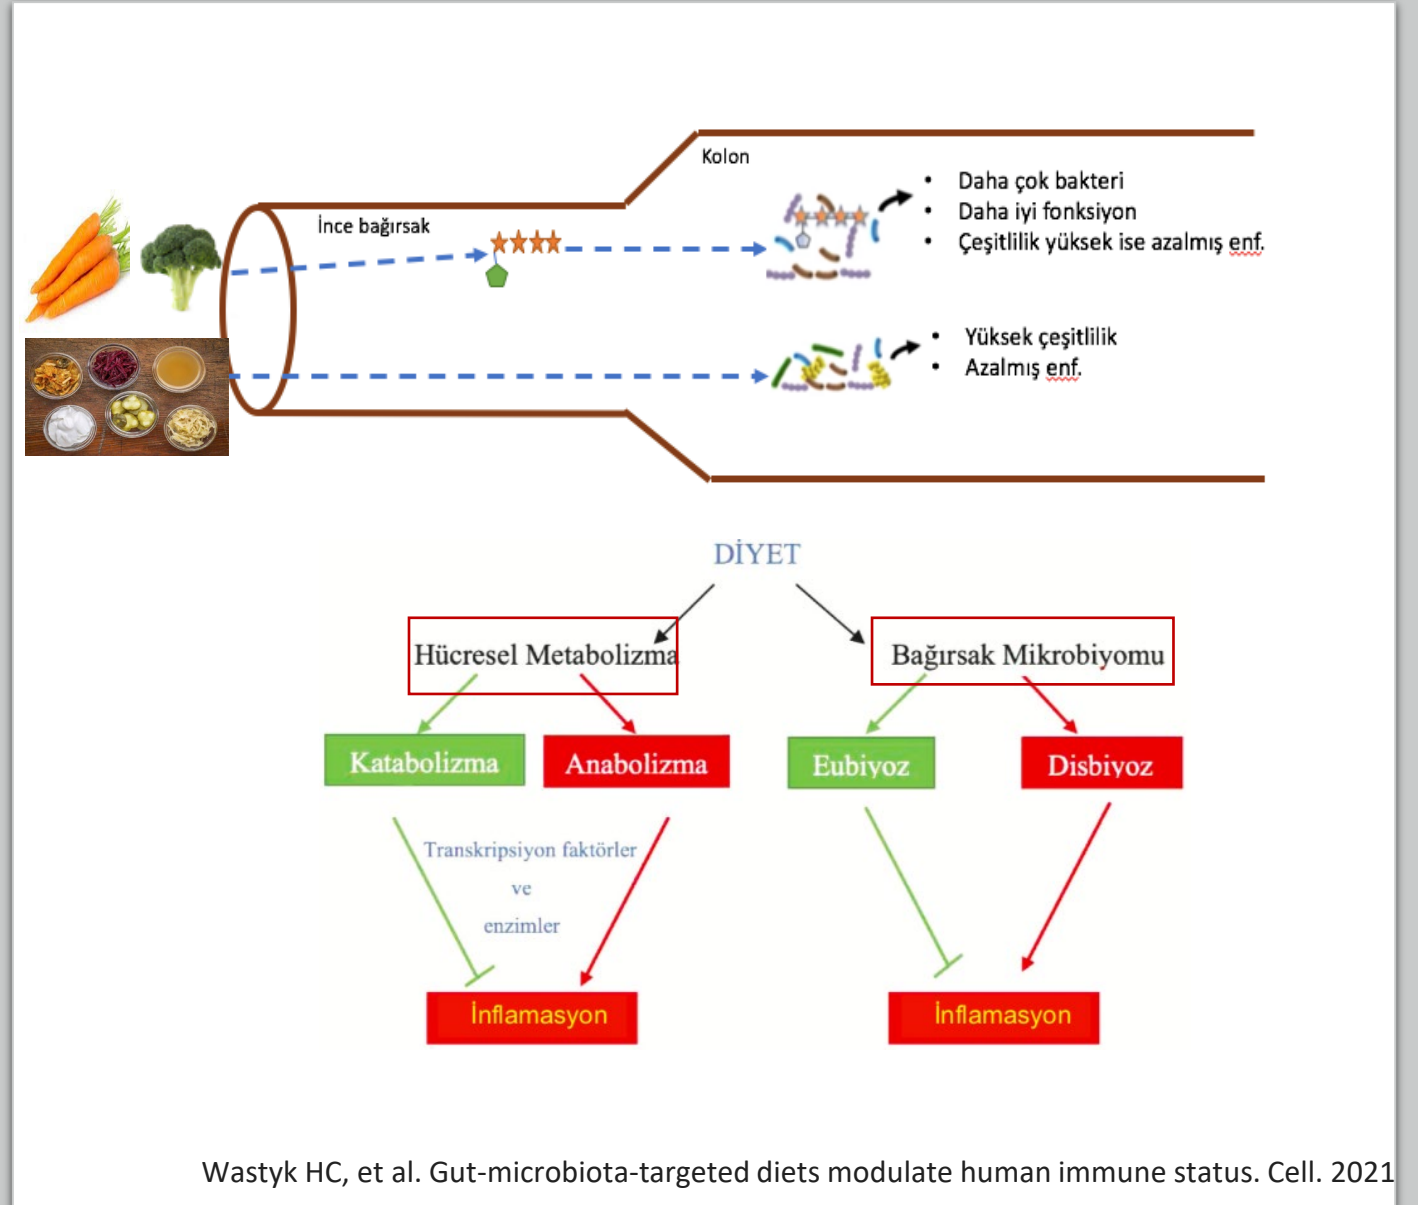 Kolon
İnce bağırsak
• Daha çok bakteri
• Daha iyi fonksiyon
• Çeşitlilik yüksek ise azalmış enf.
• Yüksek çeşitlilik
• Azalmış enf.
DİYET
Hücresel Metabolizma
Bağırsak Mikrobiyomu
Katabolizma
Anabolizma
Eubiyoz
Disbiyoz
Transkripsiyon faktörler
ve
enzimler
İnflamasyon
İnflamasyon
Wastyk HC, et al. Gut-microbiota-targeted diets modulate human immune status. Cell. 2021